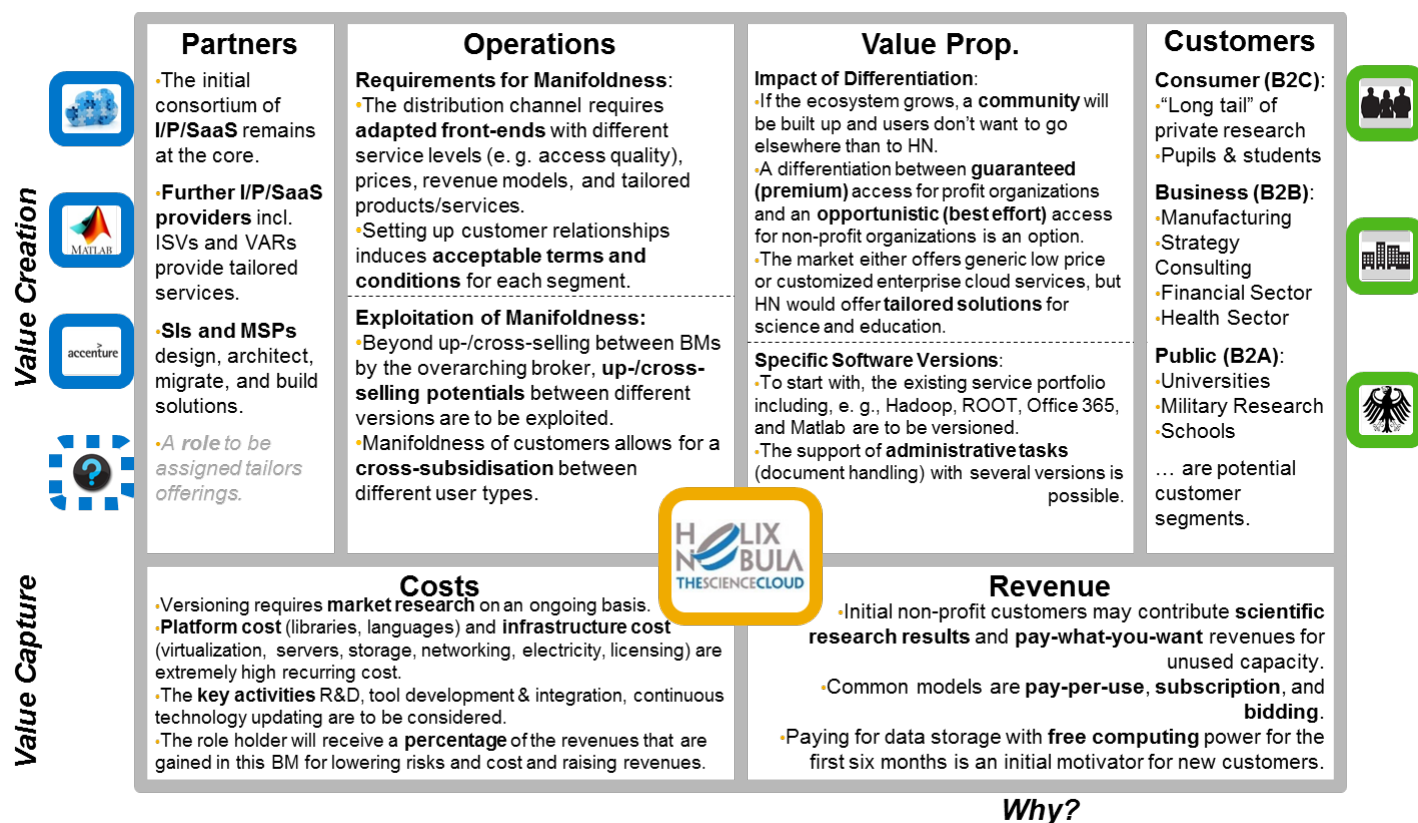 Partners
•The initial
consortium of
I/P/SaaS remains
at the core.
•Further I/P/SaaS
providers incl.
ISVs and VARs
provide tailored
services.
•SIs and MSPs
design, architect,
migrate, and build
solutions.
•A role to be
assigned tailors
offerings.
Operations
Requirements for Manifoldness:
•The distribution channel requires
adapted front-ends with different
service levels (e. g. access quality),
prices, revenue models, and tailored
products/services.
•Setting up customer relationships
induces acceptable terms and
conditions for each segment.
Exploitation of Manifoldness:
•Beyond up-/cross-selling between BMs
by the overarching broker, up-/cross-
selling potentials between different
versions are to be exploited.
•Manifoldness of customers allows for a
cross-subsidisation between
different user types.
Value Prop.
Impact of Differentiation:
•If the ecosystem grows, a community will
be built up and users don’t want to go
elsewhere than to HN.
•A differentiation between guaranteed
(premium) access for profit organizations
and an opportunistic (best effort) access
for non-profit organizations is an option.
•The market either offers generic low price
or customized enterprise cloud services, but
HN would offer tailored solutions for
science and education.
Specific Software Versions:
•To start with, the existing service portfolio
including, e. g., Hadoop, ROOT, Office 365,
and Matlab are to be versioned.
•The support of administrative tasks
(document handling) with several versions is
possible.
Customers
Consumer (B2C):
•“Long tail” of
private research
•Pupils & students
Business (B2B):
•Manufacturing
•Strategy
Consulting
•Financial Sector
•Health Sector
Public (B2A):
•Universities
•Military Research
•Schools
… are potential
customer
segments.
Value Creation
MATLAB
accenture
?
HELIX
NEBULA
THESCIENCECLOUD
Value Capture
Costs
•Versioning requires market research on an ongoing basis.
•Platform cost (libraries, languages) and infrastructure cost
(virtualization, servers, storage, networking, electricity, licensing) are
extremely high recurring cost.
•The key activities R&D, tool development & integration, continuous
technology updating are to be considered.
•The role holder will receive a percentage of the revenues that are
gained in this BM for lowering risks and cost and raising revenues.
Revenue
•Initial non-profit customers may contribute scientific
research results and pay-what-you-want revenues for
unused capacity.
•Common models are pay-per-use, subscription, and
bidding.
•Paying for data storage with free computing power for the
first six months is an initial motivator for new customers.
Why?